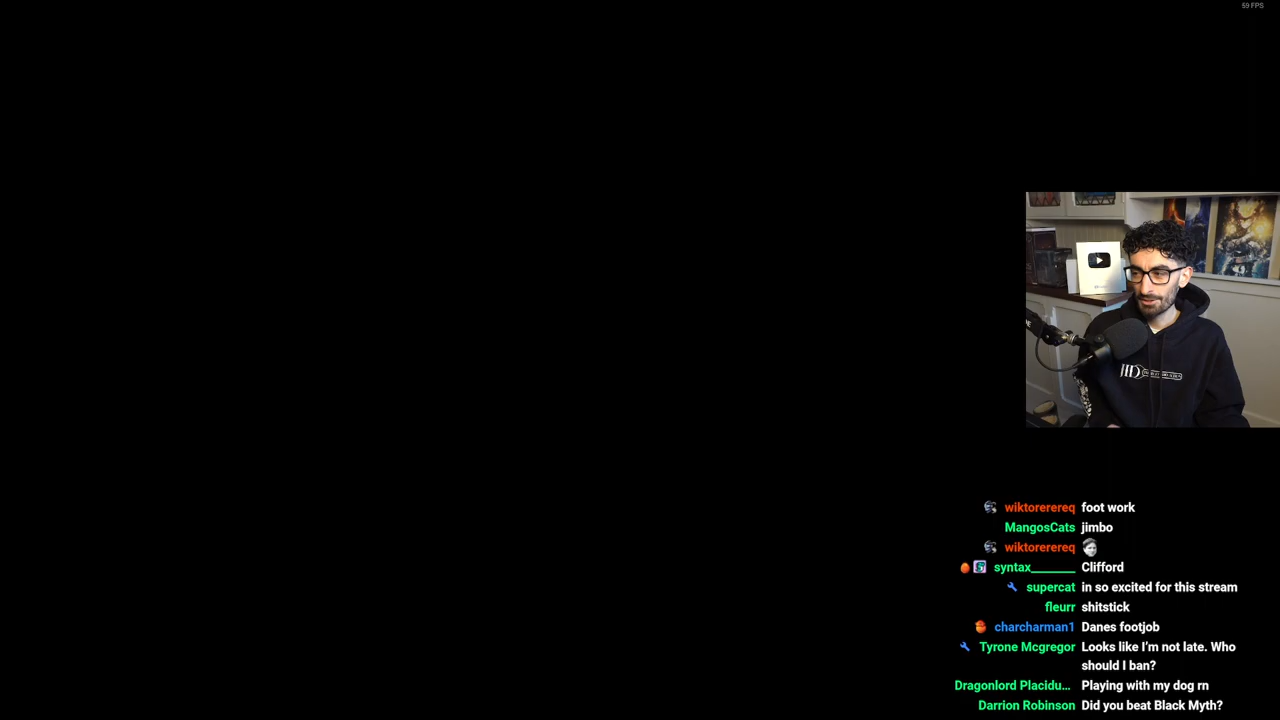 59 FPS
wiktorerereq foot work
MangosCats jimbo
wiktorerereq
syntax________ Clifford
supercat in so excited for this stream
fleurr shitstick
charcharman1 Danes footjob
Tyrone Mcgregor Looks like I'm not late. Who
should I ban?
Dragonlord Placidu... Playing with my dog rn
Darrion Robinson Did you beat Black Myth?